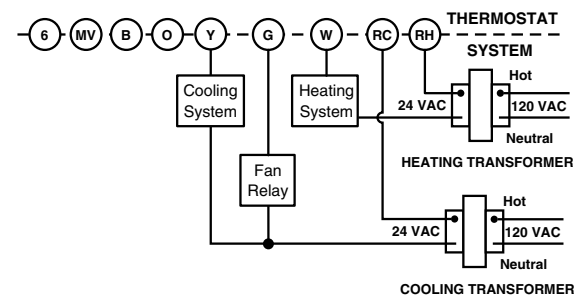 THERMOSTAT
6 MV B O Y G W RC RH
SYSTEM
Cooling
System
Heating
System
Hot
24 VAC
120 VAC
Neutral
HEATING TRANSFORMER
Fan
Relay
Hot
24 VAC
120 VAC
Neutral
COOLING TRANSFORMER